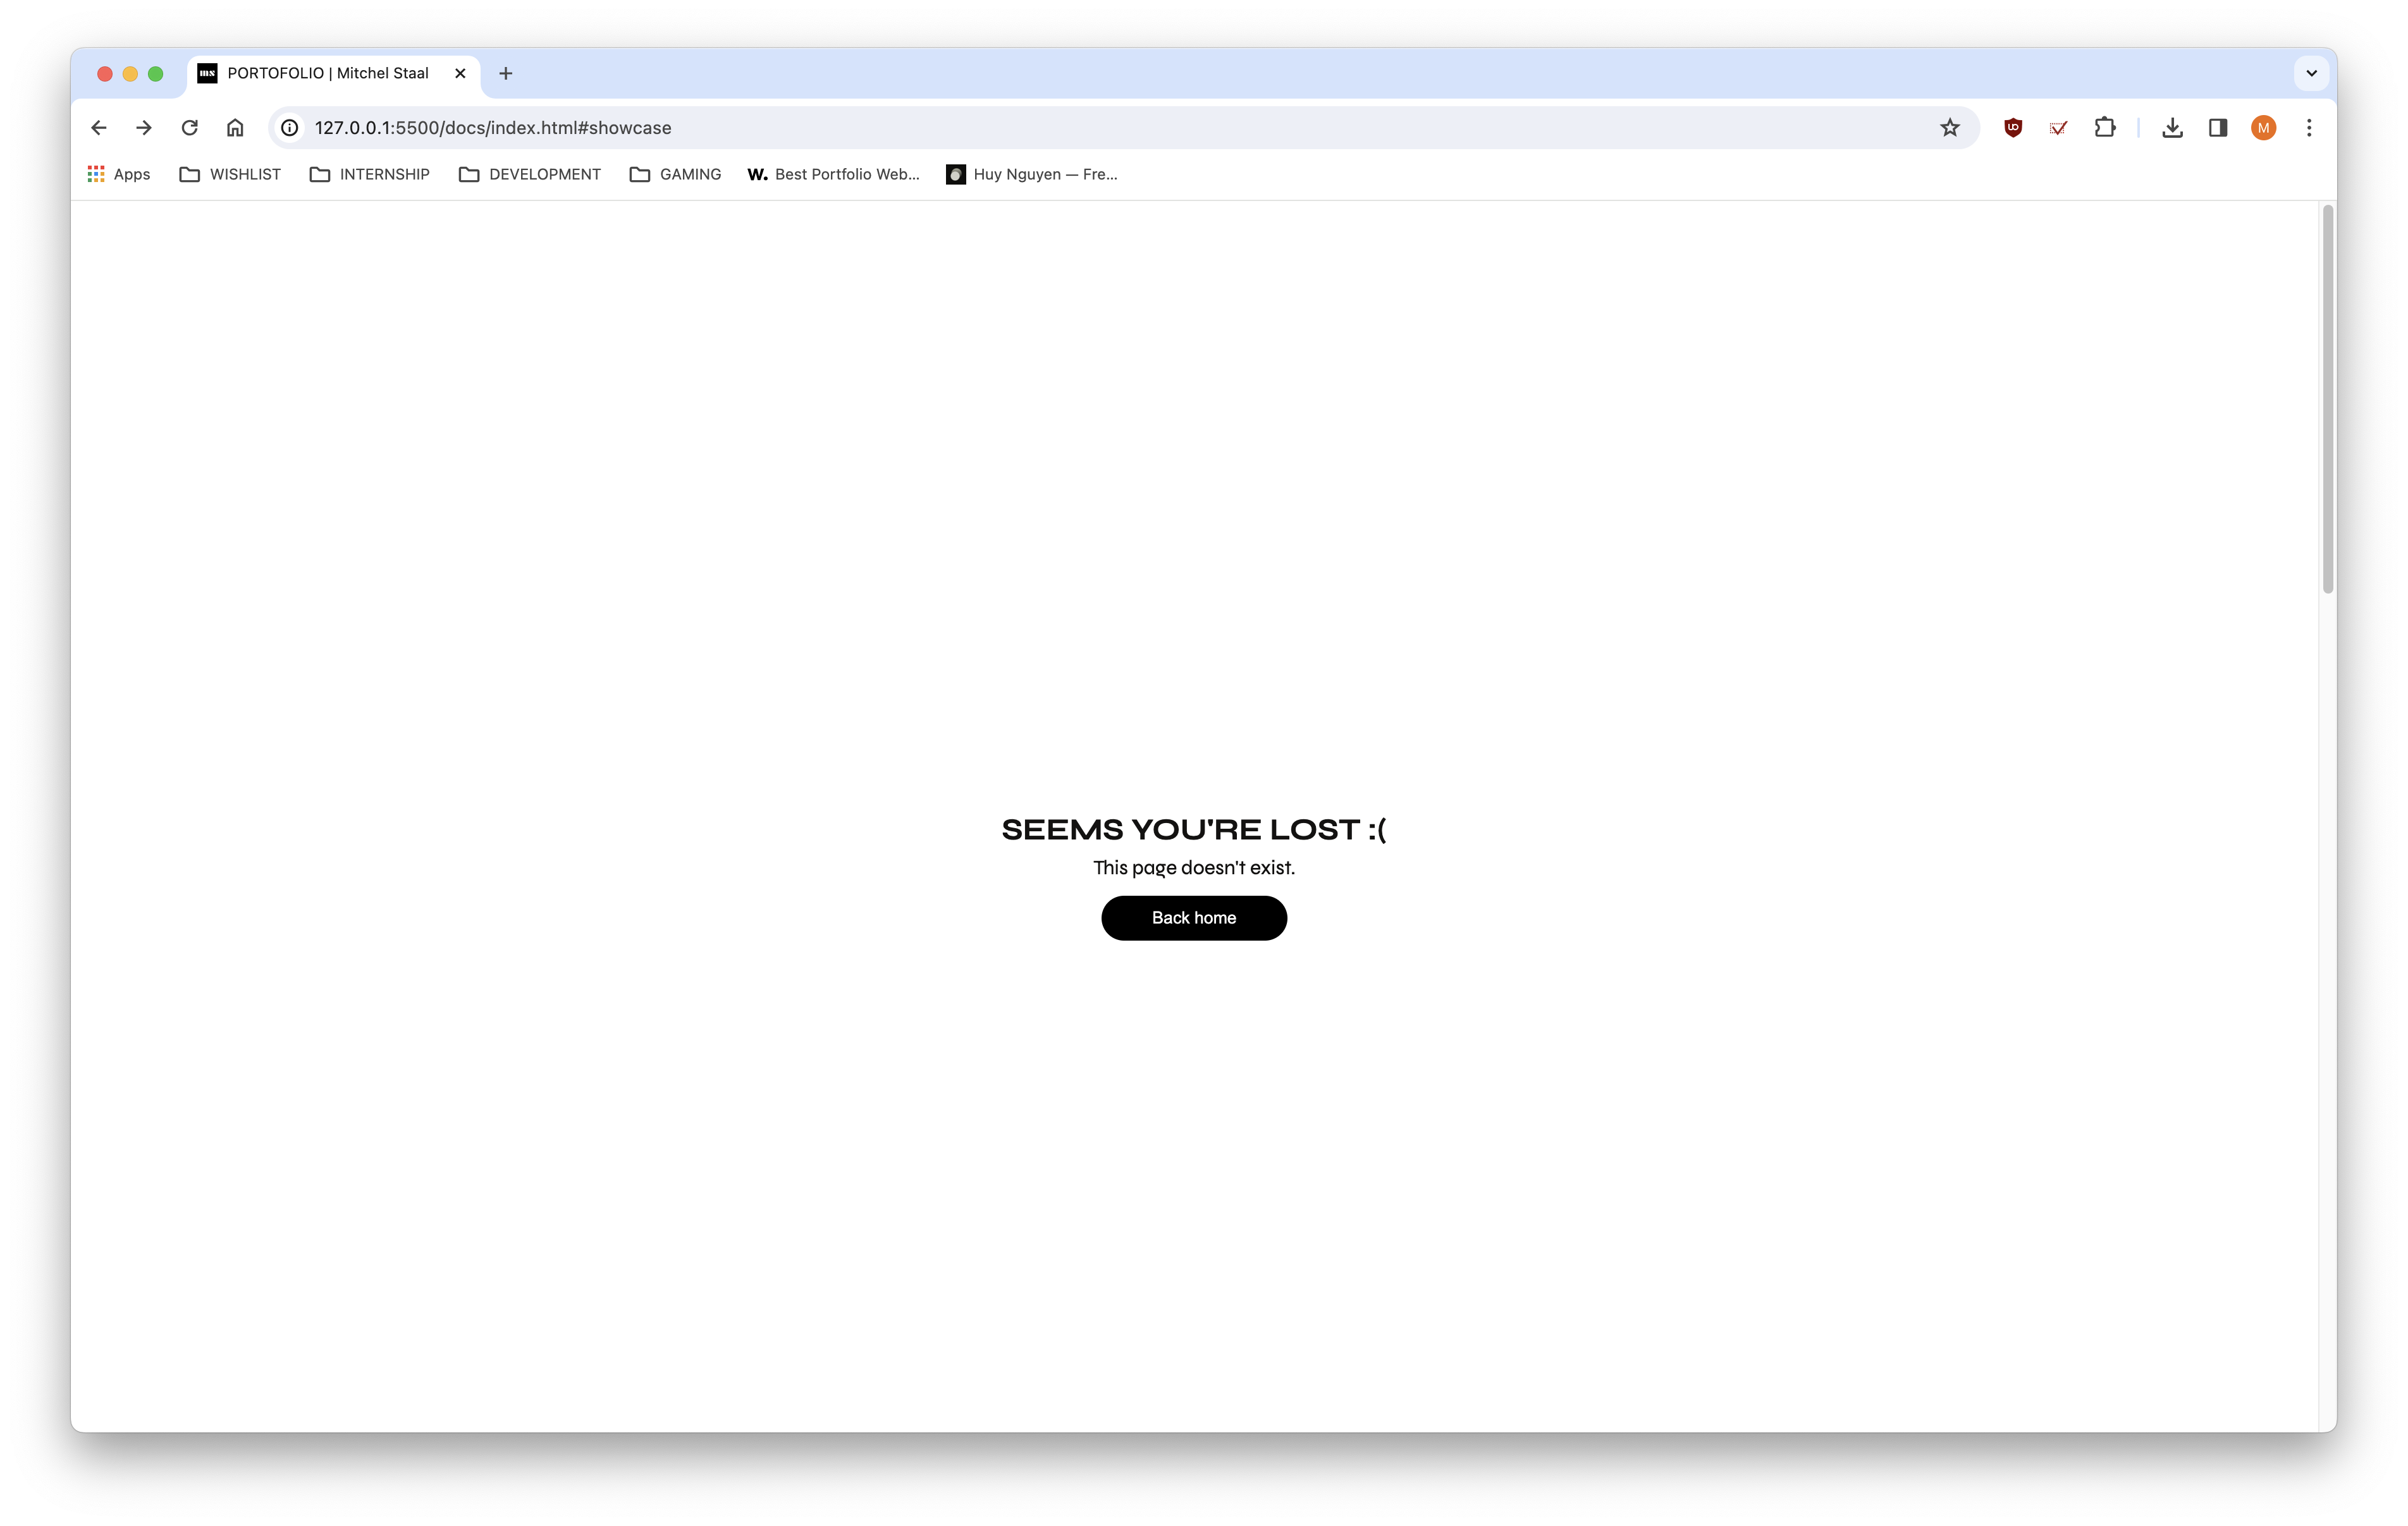 ms PORTOFOLIO | Mitchel Staal
127.0.0.1:5500/docs/index.html#showcase
M
Apps WISHLIST INTERNSHIP DEVELOPMENT GAMING W. Best Portfolio Web... Huy Nguyen — Fre...
SEEMS YOU'RE LOST :(
This page doesn't exist.
Back home